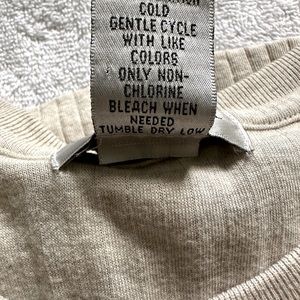 COLD
GENTLE CYCLE
WITH LIKE
COLORS
ONLY NON-
CHLORINE
BLEACH WHEN
NEEDED
TUMBLE DRY LOW